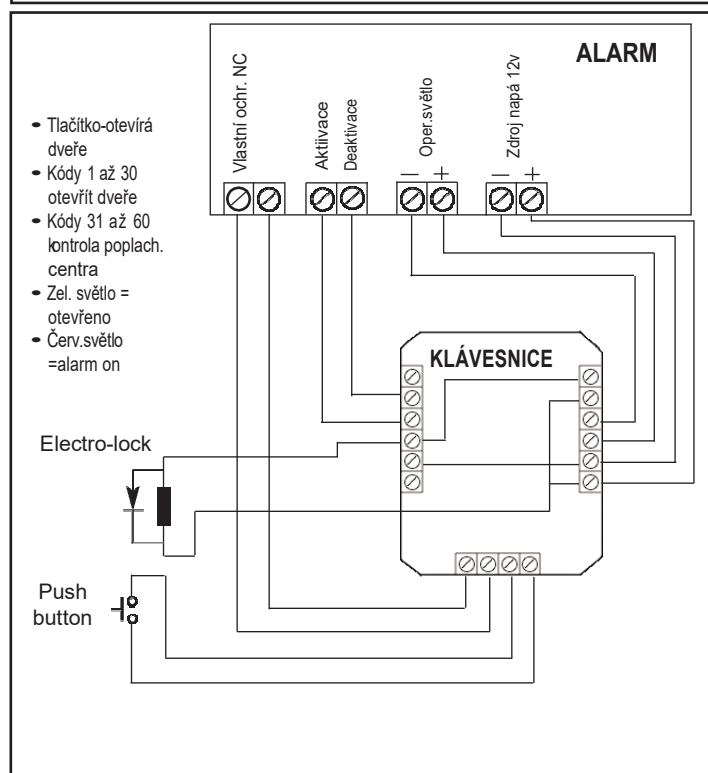 ALARM
Vlastní ochr. NC
Aktiivace
Deaktivace
Oper.světlo
Zdroj napá 12v
– + – +
• Tlačítko-otevírá
dveře
• Kódy 1 až 30
otevřít dveře
• Kódy 31 až 60
kontrola poplach.
centra
• Zel. světlo =
otevřeno
• Červ.světlo
=alarm on
KLÁVESNICE
Electro-lock
Push
button